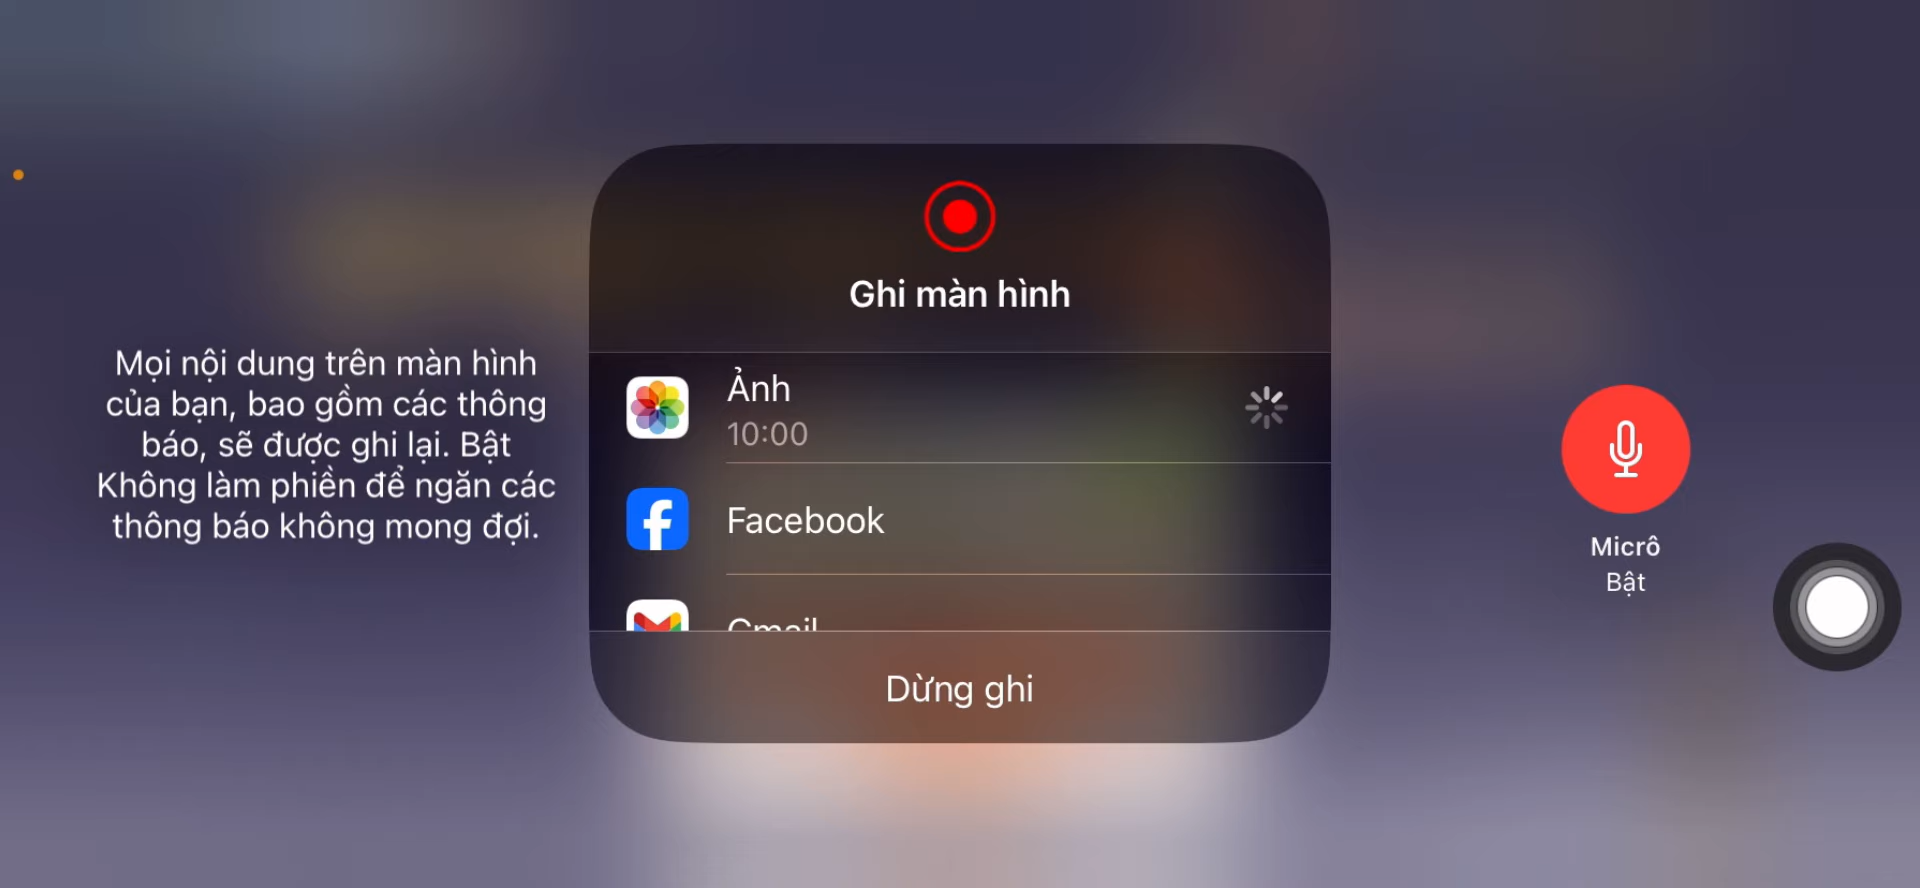 Mọi nội dung trên màn hình
của bạn, bao gồm các thông
báo, sẽ được ghi lại. Bật
Không làm phiền để ngăn các
thông báo không mong đợi.
Ghi màn hình
Ảnh
10:00
Facebook
Gmail
Dừng ghi
Micrô
Bật